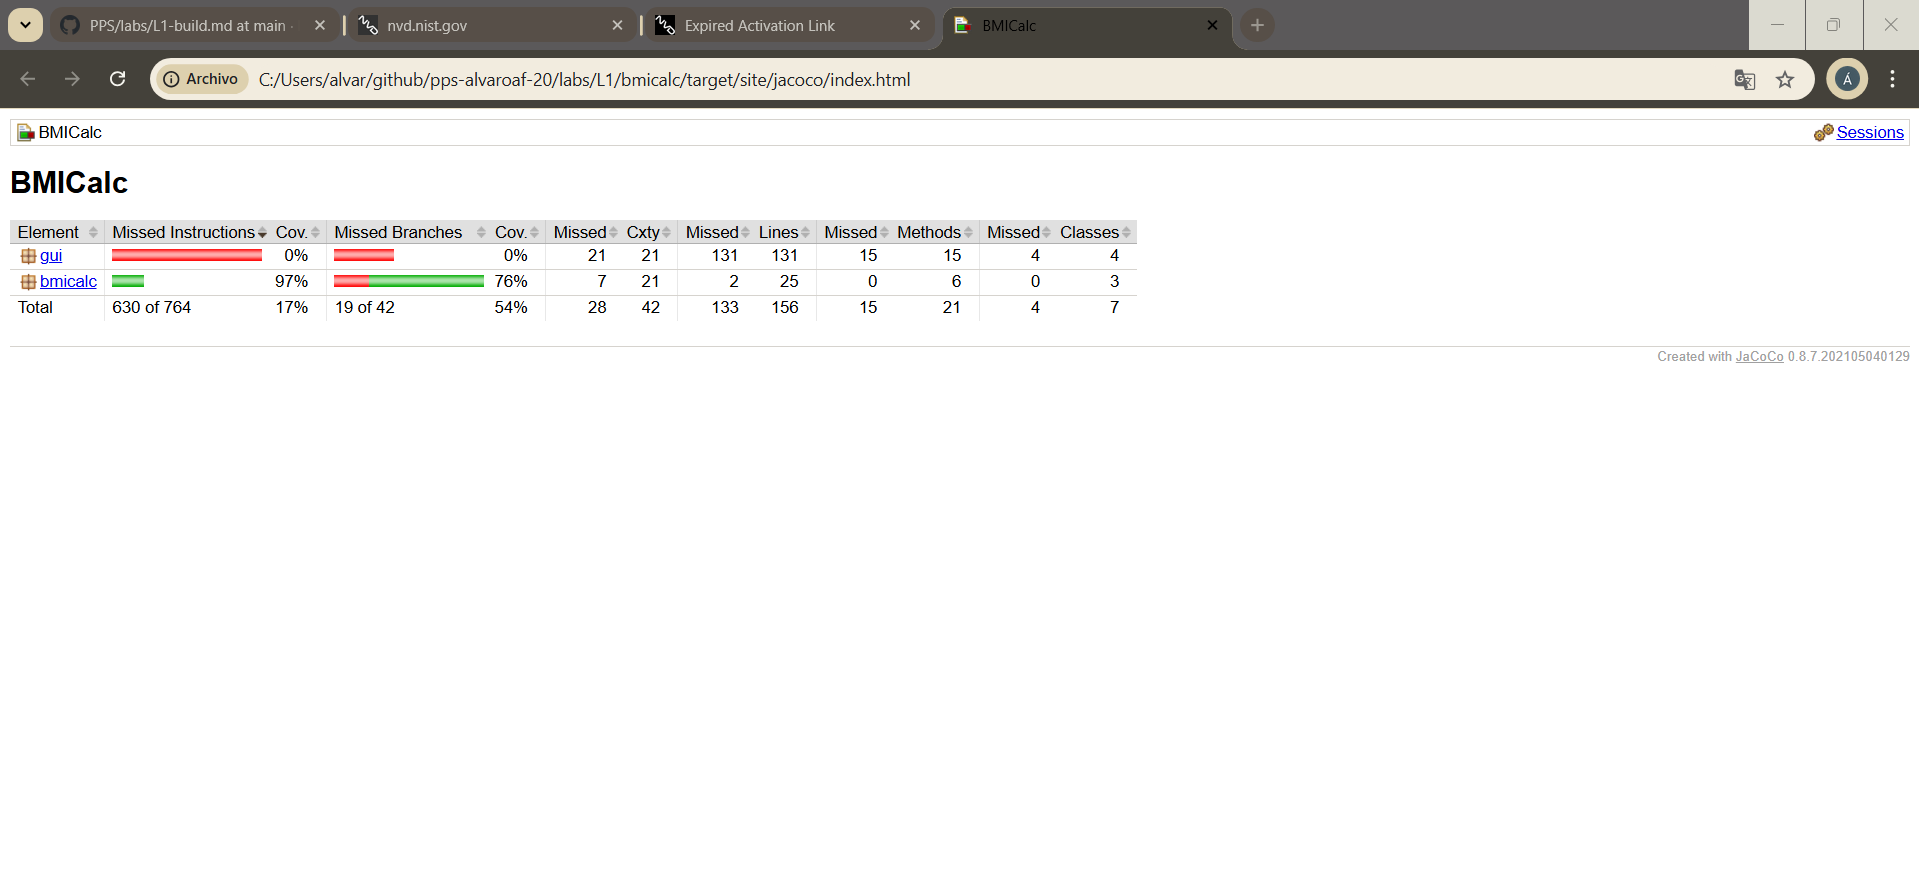 PPS/labs/L1-build.md at main
nvd.nist.gov
Expired Activation Link
BMICalc
Archivo
C:/Users/alvar/github/pps-alvaroaf-20/labs/L1/bmicalc/target/site/jacoco/index.html
Á
BMICalc
Sessions
BMICalc
Element Missed Instructions Cov. Missed Branches Cov. Missed Cxty Missed Lines Missed Methods Missed Classes
gui 0% 0% 21 21 131 131 15 15 4 4
bmicalc 97% 76% 7 21 2 25 0 6 0 3
Total 630 of 764 17% 19 of 42 54% 28 42 133 156 15 21 4 7
Created with JaCoCo 0.8.7.202105040129